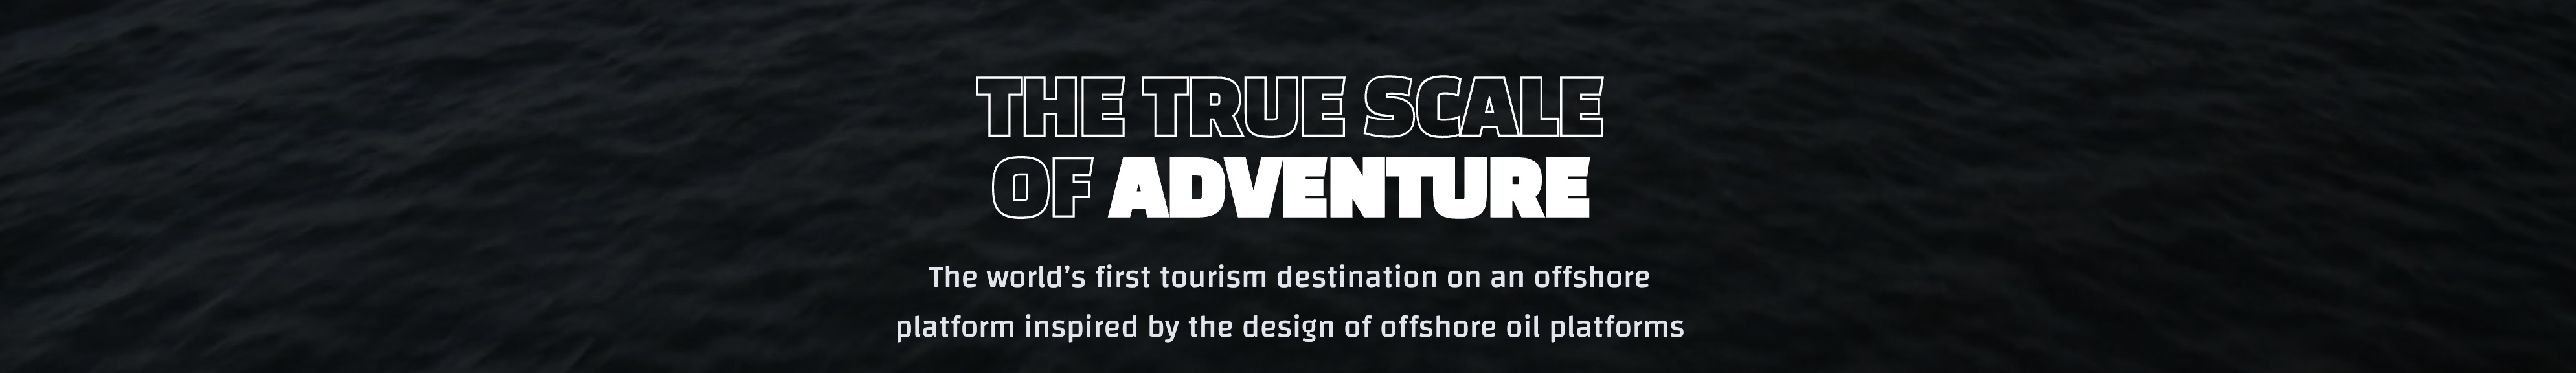 THE TRUE SCALE
OF ADVENTURE
The world’s first tourism destination on an offshore
platform inspired by the design of offshore oil platforms